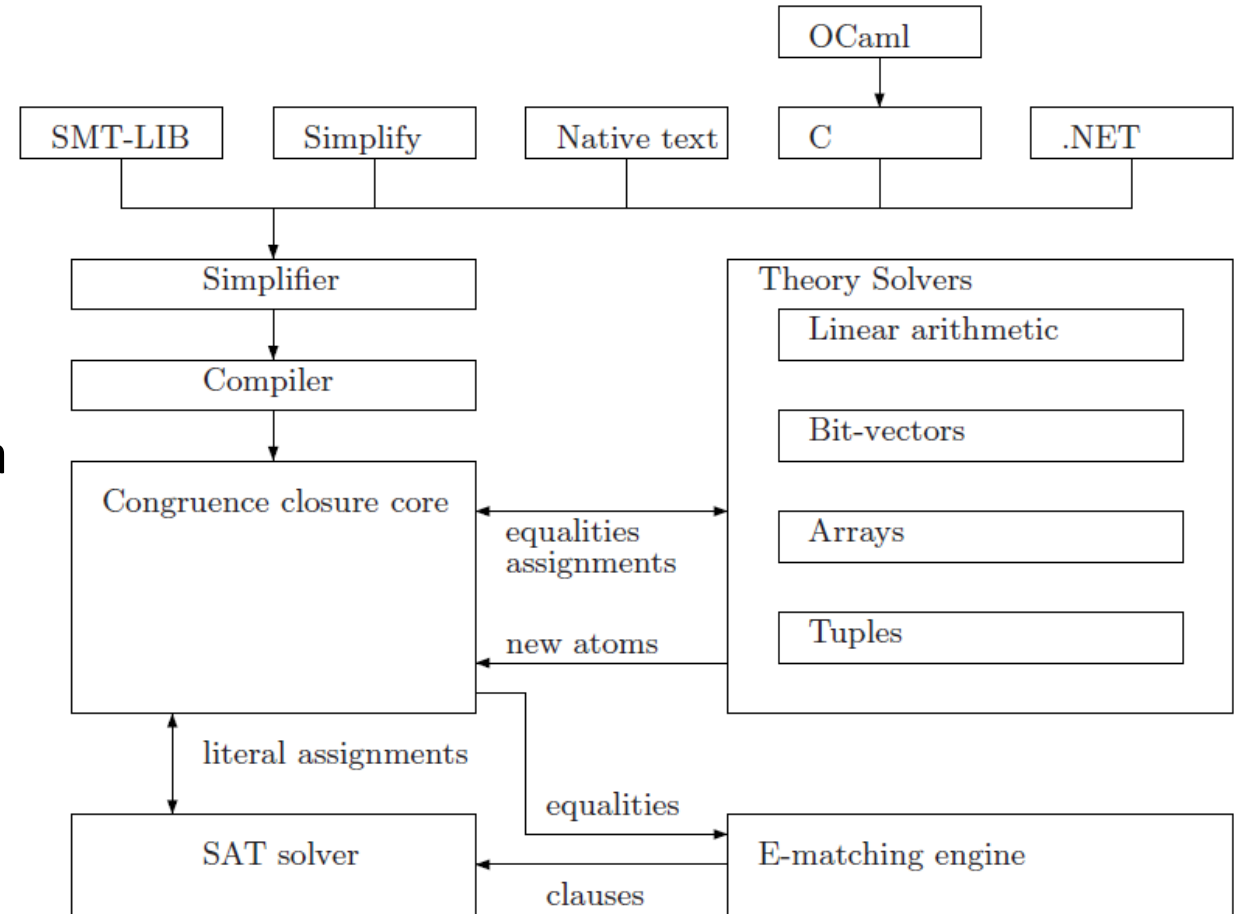 OCaml
SMT-LIB
Simplify
Native text
C
.NET
Simplifier
Theory Solvers
Linear arithmetic
Compiler
Bit-vectors
Congruence closure core
equalities
assignments
Arrays
new atoms
Tuples
literal assignments
equalities
SAT solver
E-matching engine
clauses